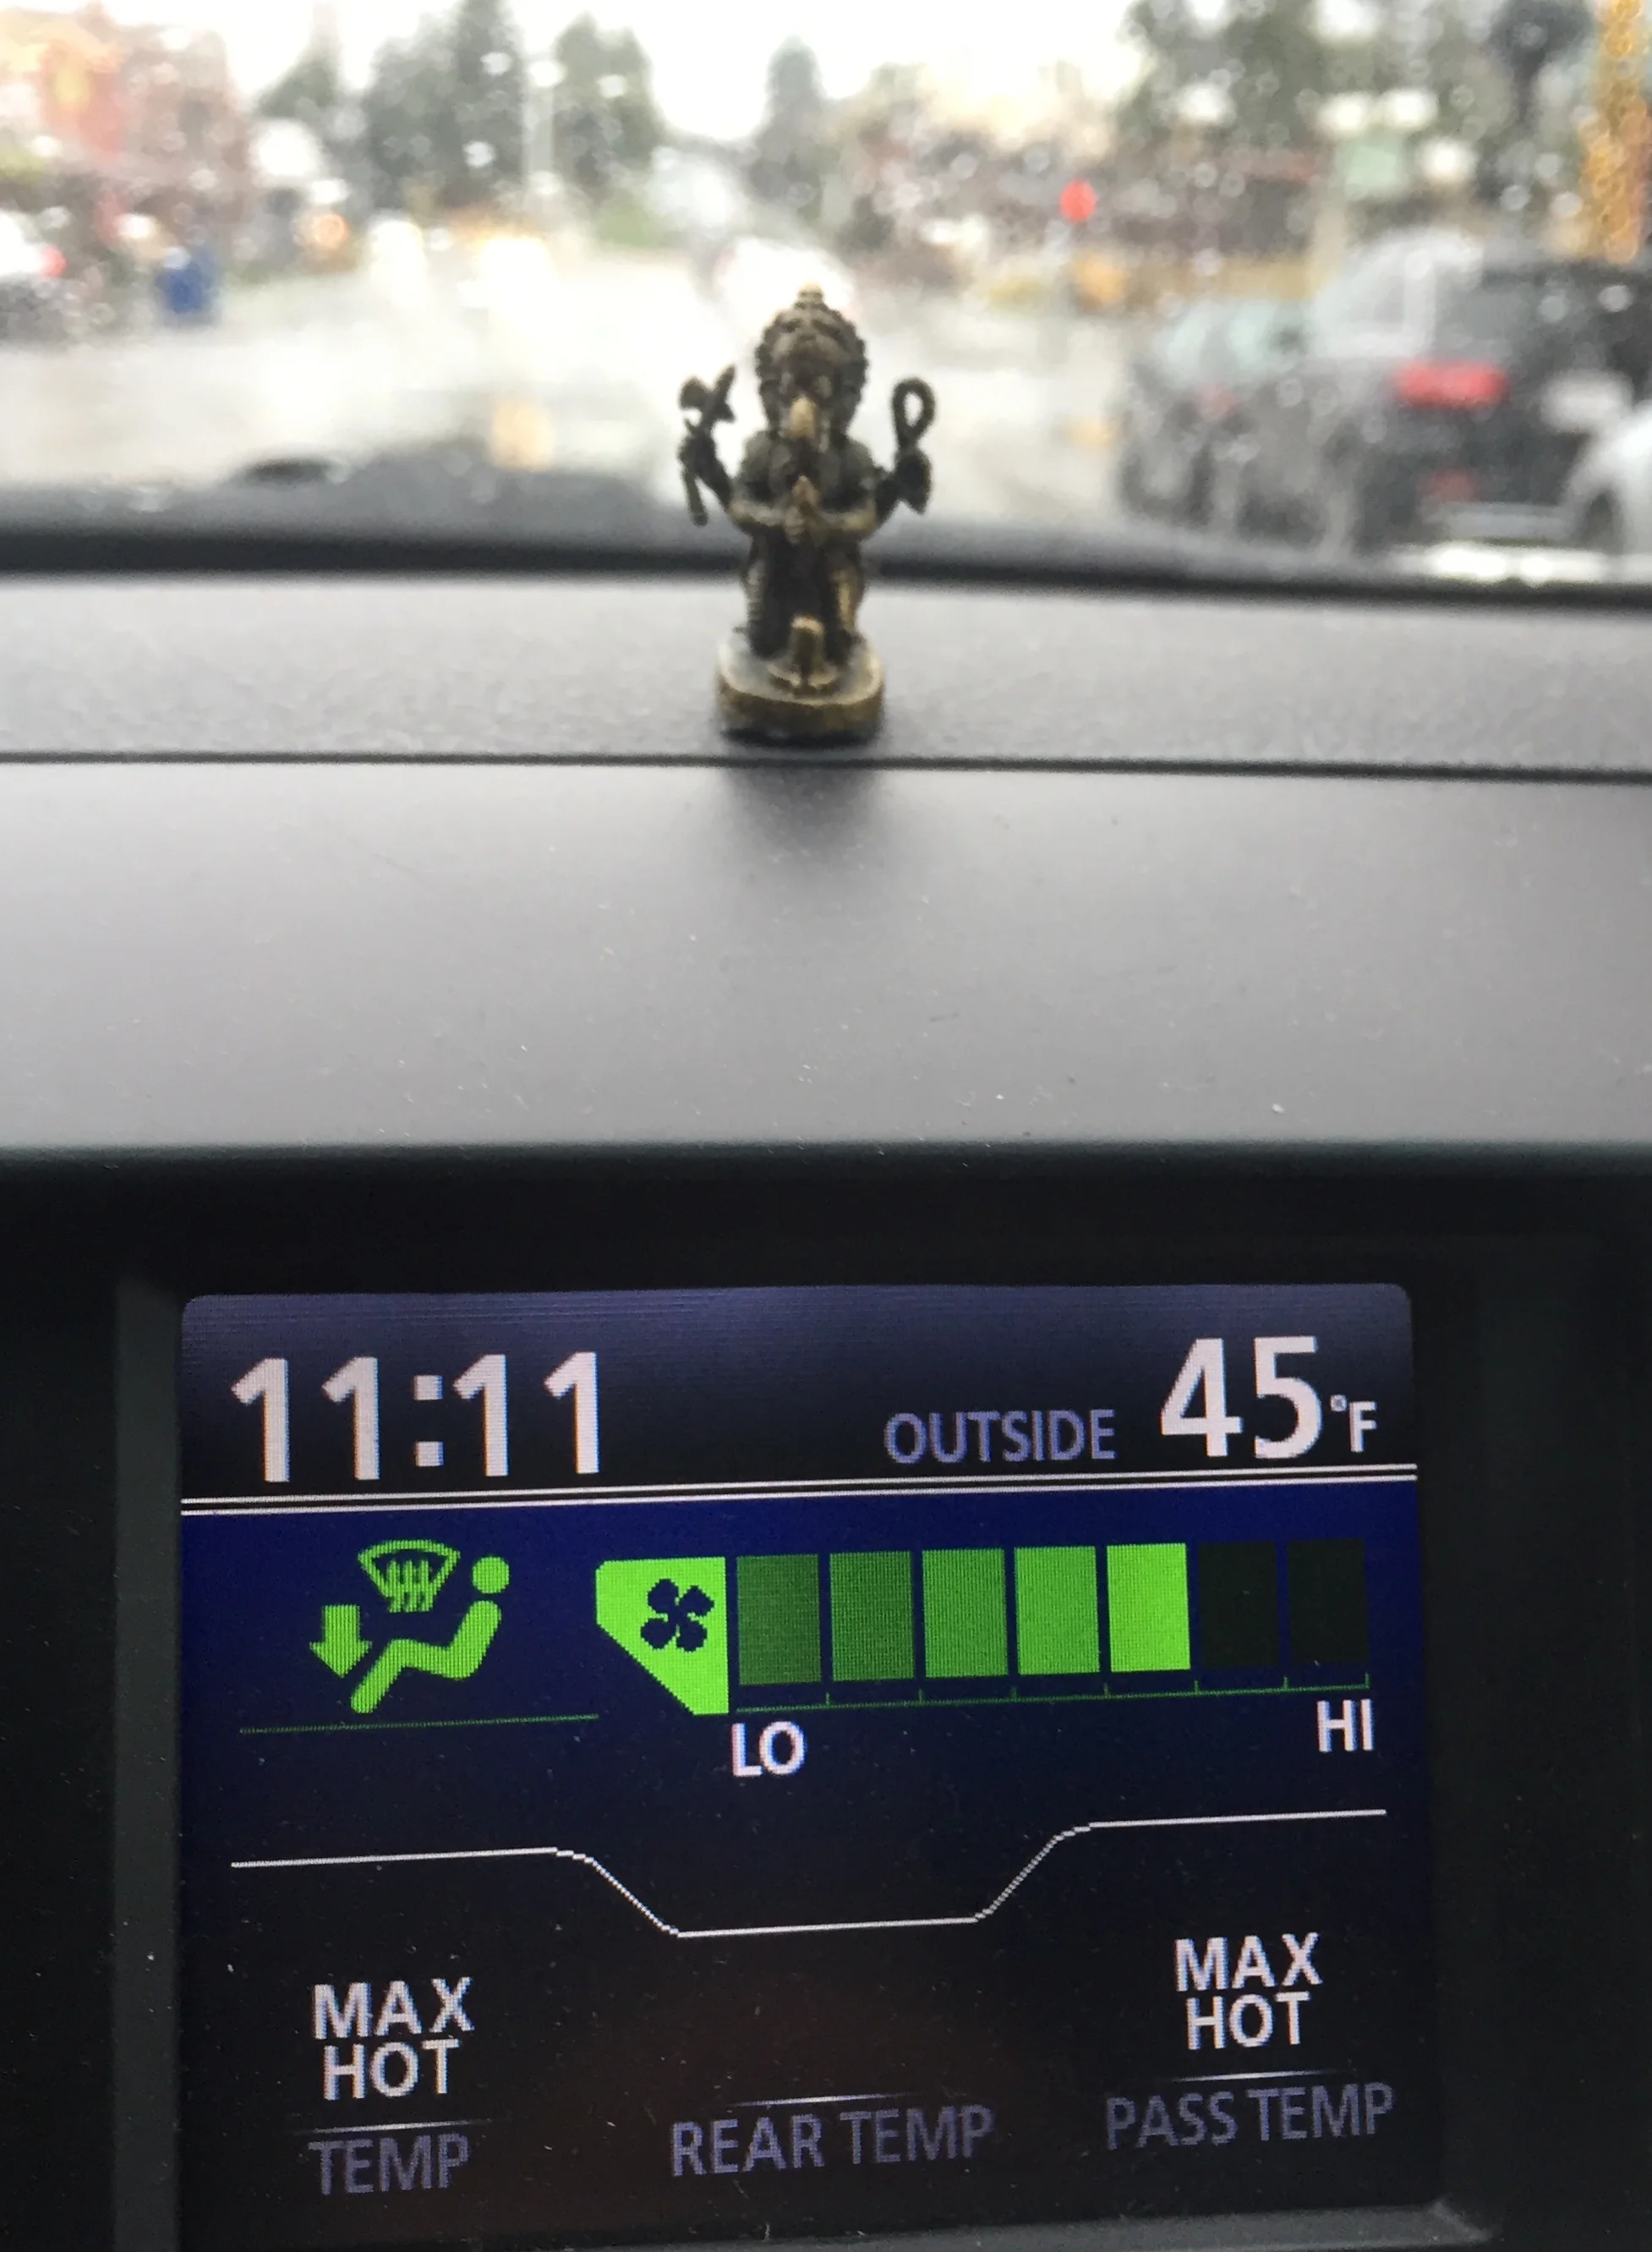 11:11 OUTSIDE 45°F
LO HI
MAX
HOT
TEMP
REAR TEMP
MAX
HOT
PASS TEMP